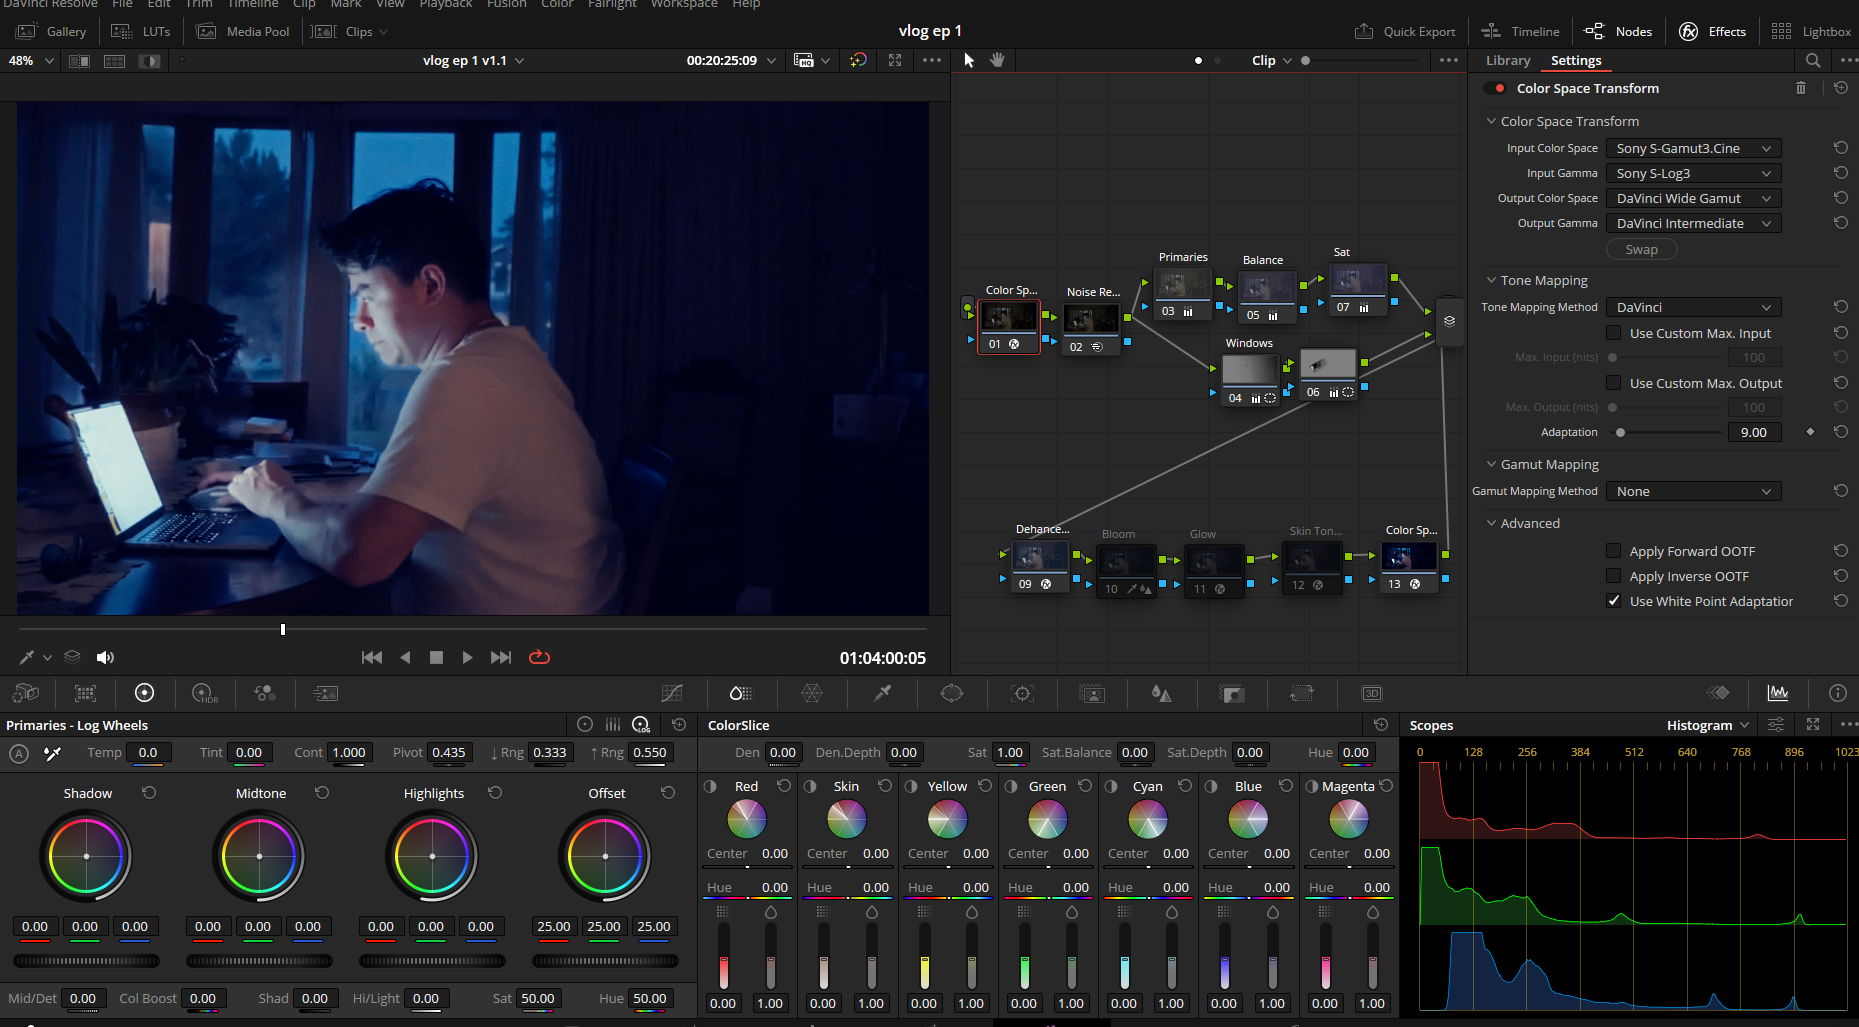 DaVinci Resolve File Edit Trim Timeline Clip Mark View Playback Fusion Color Fairlight Workspace Help
Gallery LUTs Media Pool Clips vlog ep 1 Quick Export Timeline Nodes Effects Lightbox
48% vlog ep 1 v1.1 00:20:25:09 HQ Clip Library Settings
Color Space Transform
Color Space Transform
Input Color Space Sony S-Gamut3.Cine
Input Gamma Sony S-Log3
Output Color Space DaVinci Wide Gamut
Output Gamma DaVinci Intermediate
Swap
Tone Mapping
Tone Mapping Method DaVinci
Use Custom Max. Input
Max. Input (nits) 100
Use Custom Max. Output
Max. Output (nits) 100
Adaptation 9.00
Gamut Mapping
Gamut Mapping Method None
Advanced
Apply Forward OOTF
Apply Inverse OOTF
Use White Point Adaptation
Primaries Balance Sat
Color Sp... Noise Re...
03 05 07
01 02
Windows
04 06
Dehance... Bloom Glow Skin Ton... Color Sp...
09 10 11 12 13
01:04:00:05
HDR 3D
Primaries - Log Wheels LOG ColorSlice Scopes Histogram
A Temp 0.0 Tint 0.00 Cont 1.000 Pivot 0.435 ↓ Rng 0.333 ↑ Rng 0.550
Den 0.00 Den.Depth 0.00 Sat 1.00 Sat.Balance 0.00 Sat.Depth 0.00 Hue 0.00
0 128 256 384 512 640 768 896 1023
Shadow Midtone Highlights Offset
Red Skin Yellow Green Cyan Blue Magenta
Center 0.00 Center 0.00 Center 0.00 Center 0.00 Center 0.00 Center 0.00 Center 0.00
Hue 0.00 Hue 0.00 Hue 0.00 Hue 0.00 Hue 0.00 Hue 0.00 Hue 0.00
0.00 0.00 0.00 0.00 0.00 0.00 0.00 0.00 0.00 25.00 25.00 25.00
Mid/Det 0.00 Col Boost 0.00 Shad 0.00 Hi/Light 0.00 Sat 50.00 Hue 50.00
0.00 1.00 0.00 1.00 0.00 1.00 0.00 1.00 0.00 1.00 0.00 1.00 0.00 1.00